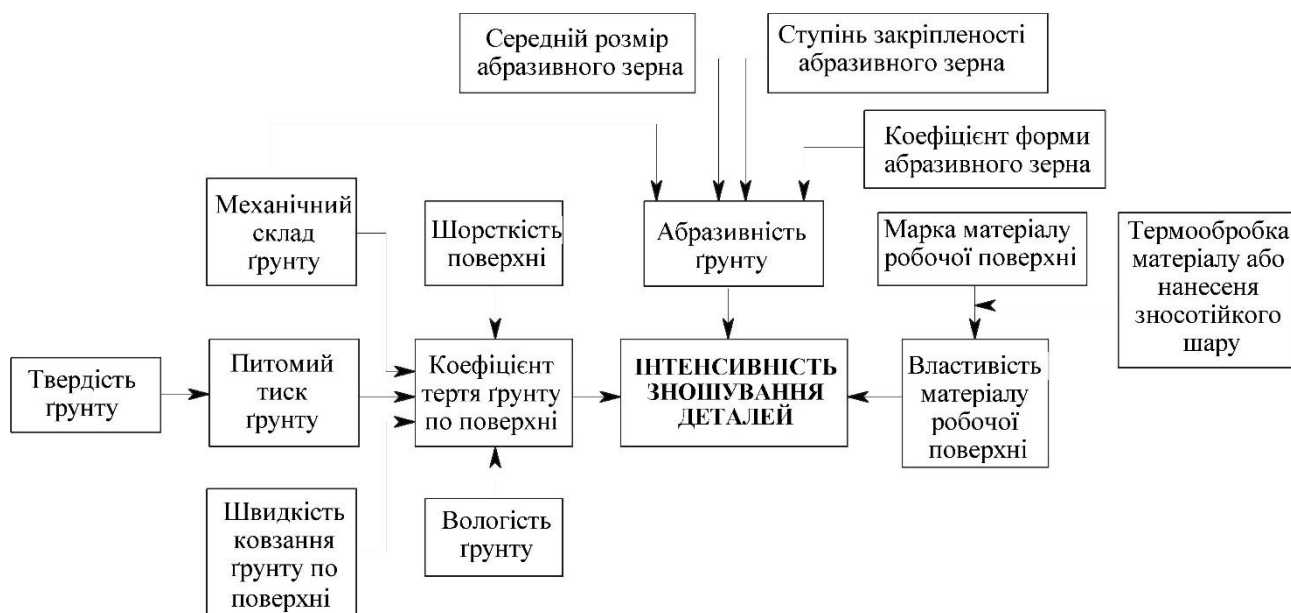 Середній розмір
абразивного зерна
Ступінь закріпленості
абразивного зерна
Коефіцієнт форми
абразивного зерна
Механічний
склад
ґрунту
Шорсткість
поверхні
Абразивність
ґрунту
Марка матеріалу
робочої поверхні
Термообробка
матеріалу або
нанесеня
зносотійкого
шару
Твердість
ґрунту
Питомий
тиск
ґрунту
Коефіцієнт
тертя ґрунту
по поверхні
ІНТЕНСИВНІСТЬ
ЗНОШУВАННЯ
ДЕТАЛЕЙ
Властивість
матеріалу
робочої
поверхні
Швидкість
ковзання
ґрунту по
поверхні
Вологість
ґрунту